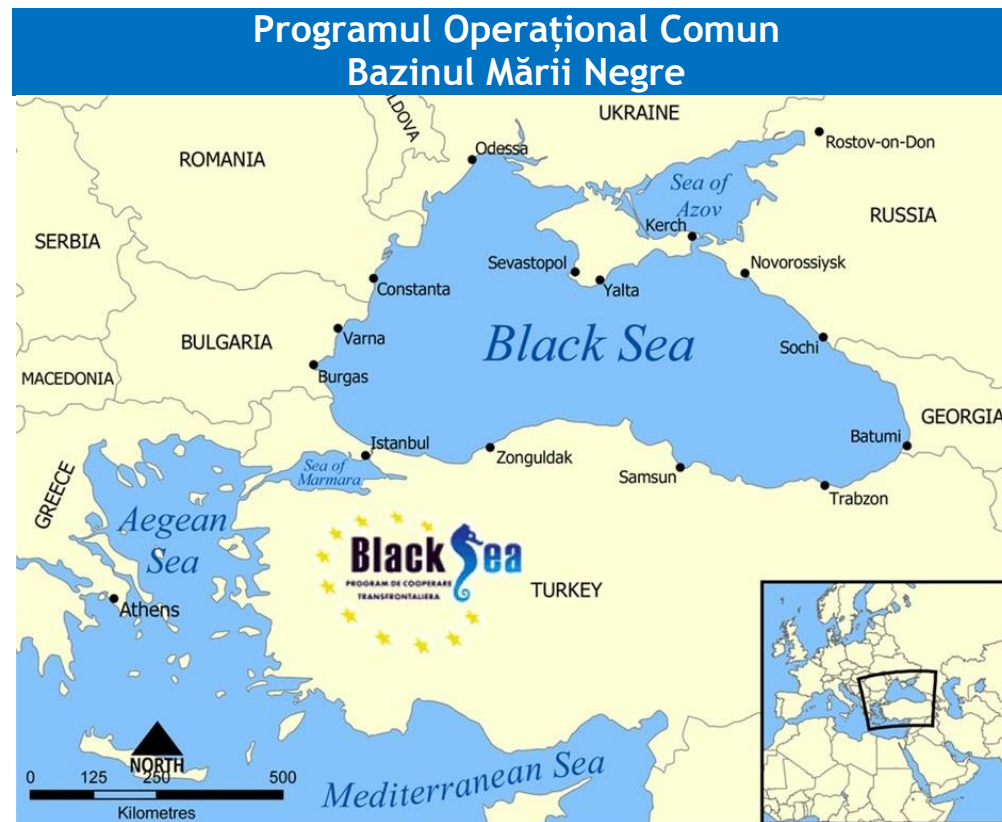 Programul Operațional Comun
Bazinul Mării Negre
LDOVA
UKRAINE
ROMANIA
Odessa
Rostov-on-Don
Sea of
Azov
Kerch
RUSSIA
SERBIA
Sevastopol
Novorossiysk
Constanta
Yalta
BULGARIA
Varna
Black Sea
Sochi
MACEDONIA
Burgas
GEORGIA
Istanbul
Batumi
Sea of
Marmara
Zonguldak
Samsun
Trabzon
GREECE
Aegean
Sea
Black Sea
PROGRAM DE COOPERARE
TRANSFRONTALIERA
TURKEY
Athens
NORTH
0 125 250 500
Kilometres
Mediterranean Sea